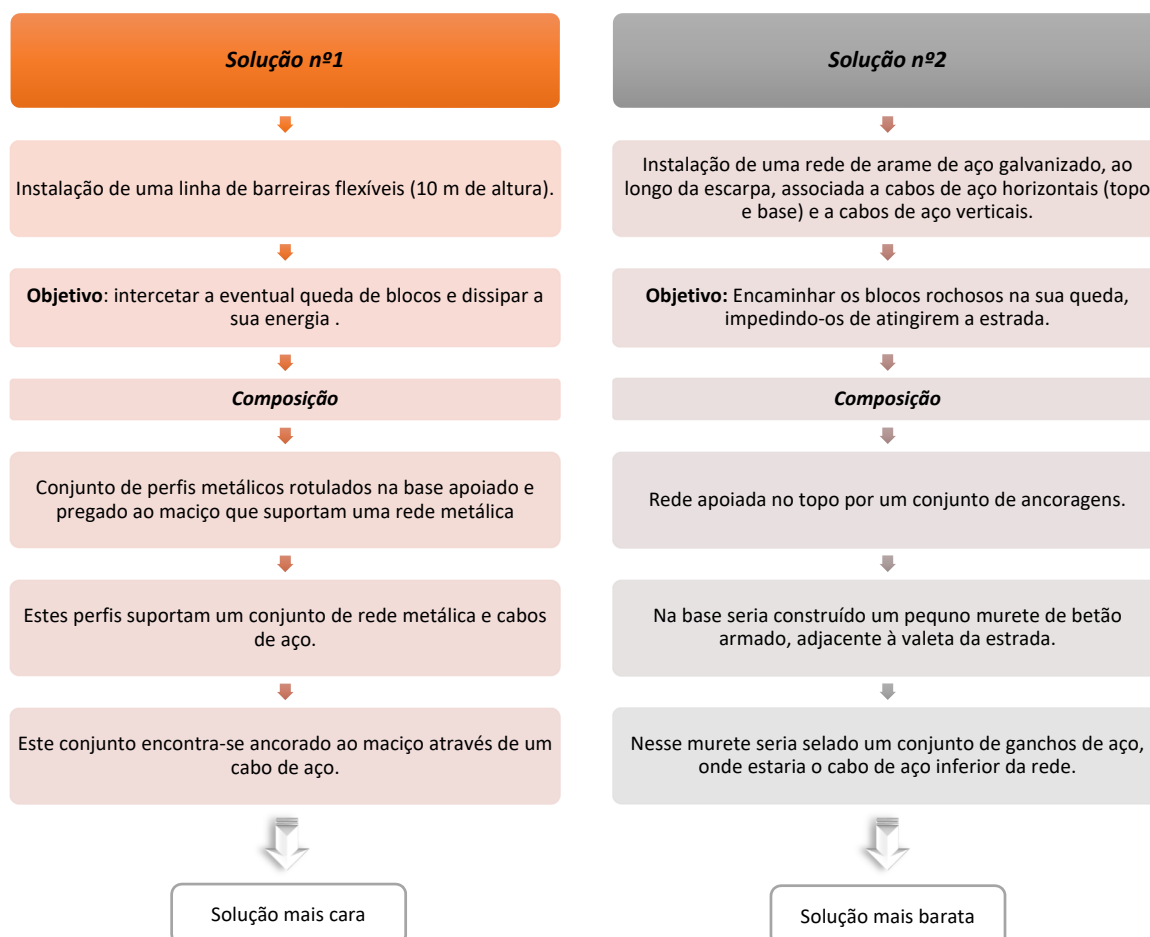 Solução nº1
Instalação de uma linha de barreiras flexíveis (10 m de altura).
Objetivo: intercetar a eventual queda de blocos e dissipar a
sua energia .
Composição
Conjunto de perfis metálicos rotulados na base apoiado e
pregado ao maciço que suportam uma rede metálica
Estes perfis suportam um conjunto de rede metálica e cabos
de aço.
Este conjunto encontra-se ancorado ao maciço através de um
cabo de aço.
Solução mais cara
Solução nº2
Instalação de uma rede de arame de aço galvanizado, ao
longo da escarpa, associada a cabos de aço horizontais (topo
e base) e a cabos de aço verticais.
Objetivo: Encaminhar os blocos rochosos na sua queda,
impedindo-os de atingirem a estrada.
Composição
Rede apoiada no topo por um conjunto de ancoragens.
Na base seria construído um pequno murete de betão
armado, adjacente à valeta da estrada.
Nesse murete seria selado um conjunto de ganchos de aço,
onde estaria o cabo de aço inferior da rede.
Solução mais barata